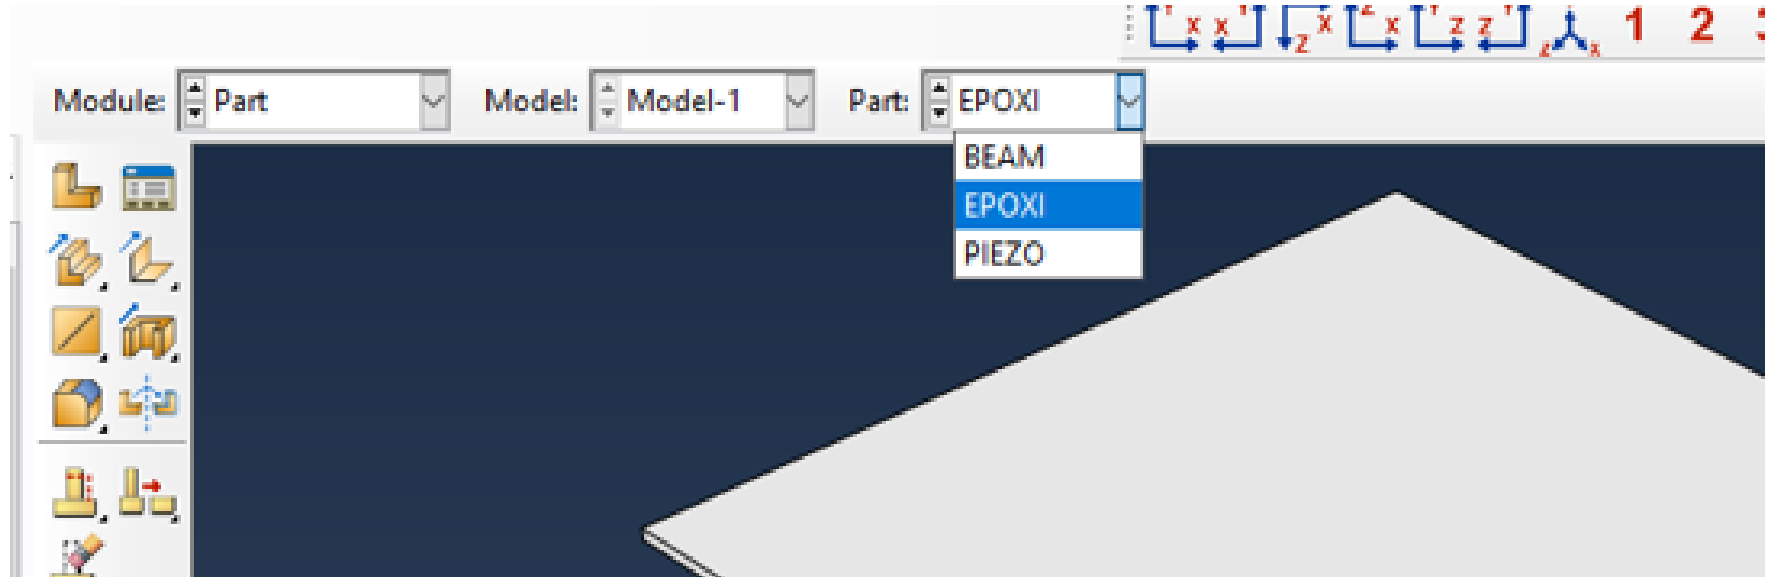 Y X X Y X Z Z X Y Z Z Y Z X 1 2
Module: Part Model: Model-1 Part: EPOXI
BEAM
EPOXI
PIEZO